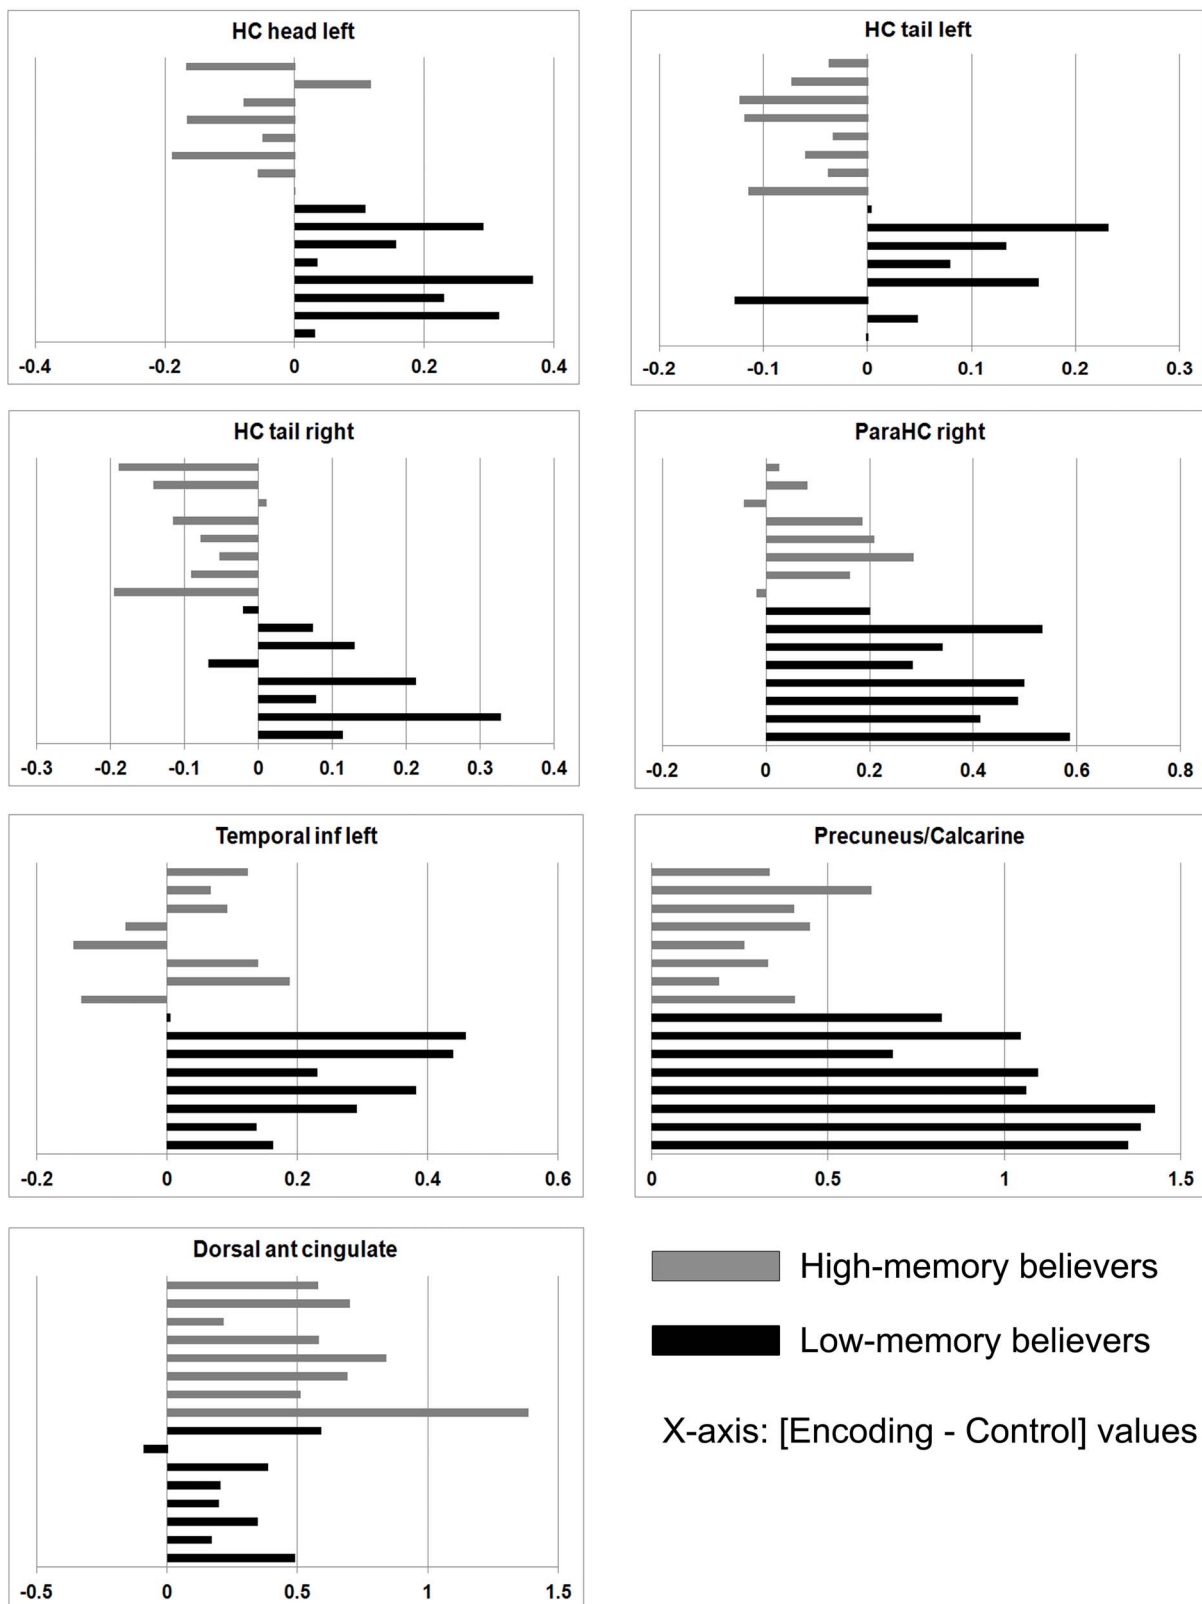 HC head left
-0.4 -0.2 0 0.2 0.4
HC tail left
-0.2 -0.1 0 0.1 0.2 0.3
HC tail right
-0.3 -0.2 -0.1 0 0.1 0.2 0.3 0.4
ParaHC right
-0.2 0 0.2 0.4 0.6 0.8
Temporal inf left
-0.2 0 0.2 0.4 0.6
Precuneus/Calcarine
0 0.5 1 1.5
Dorsal ant cingulate
-0.5 0 0.5 1 1.5
High-memory believers
Low-memory believers
X-axis: [Encoding - Control] values